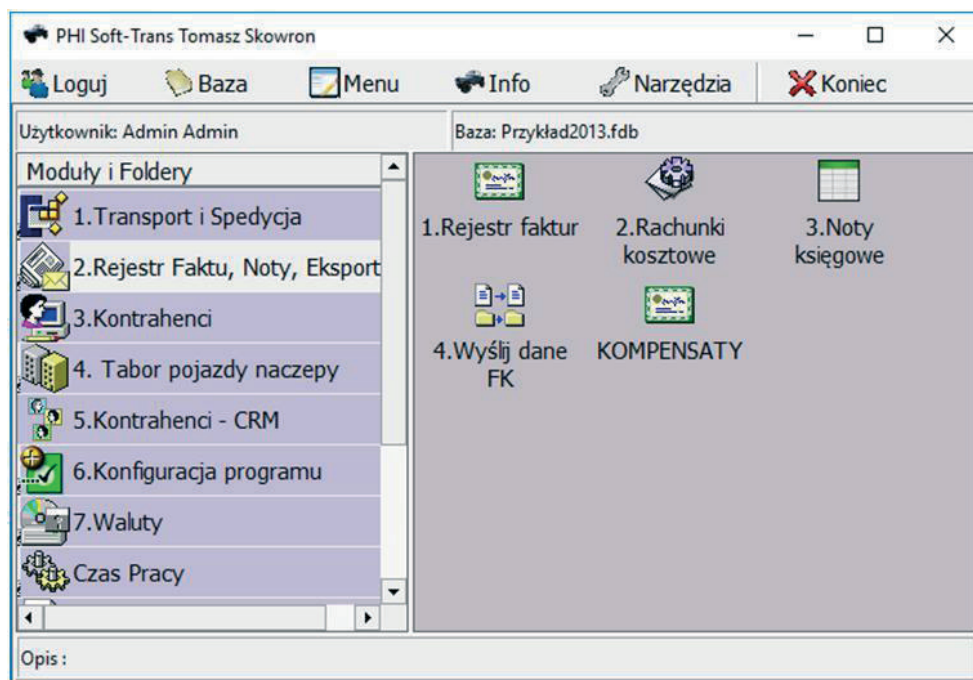 PHI Soft-Trans Tomasz Skowron
Loguj Baza Menu Info Narzędzia Koniec
Użytkownik: Admin Admin Baza: Przykład2013.fdb
Moduły i Foldery
1.Transport i Spedycja
2.Rejestr Faktu, Noty, Eksport
3.Kontrahenci
4. Tabor pojazdy naczepy
5.Kontrahenci - CRM
6.Konfiguracja programu
7.Waluty
Czas Pracy
1.Rejestr faktur
2.Rachunki
kosztowe
3.Noty
księgowe
4.Wyślij dane
FK
KOMPENSATY
Opis :